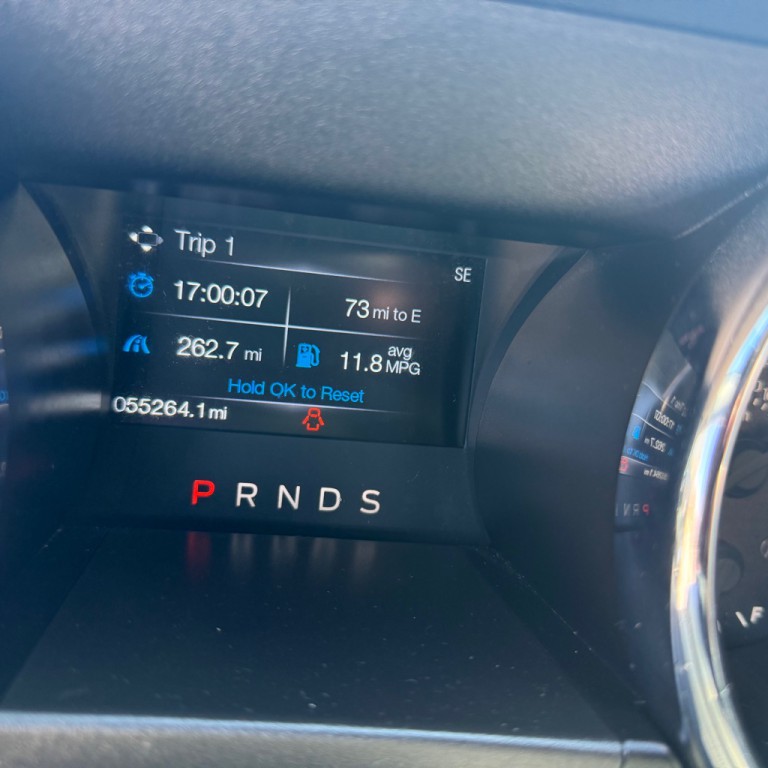 Trip 1
SE
17:00:07
73 mi to E
262.7 mi
11.8 avg MPG
Hold OK to Reset
055264.1 mi
P R N D S
F